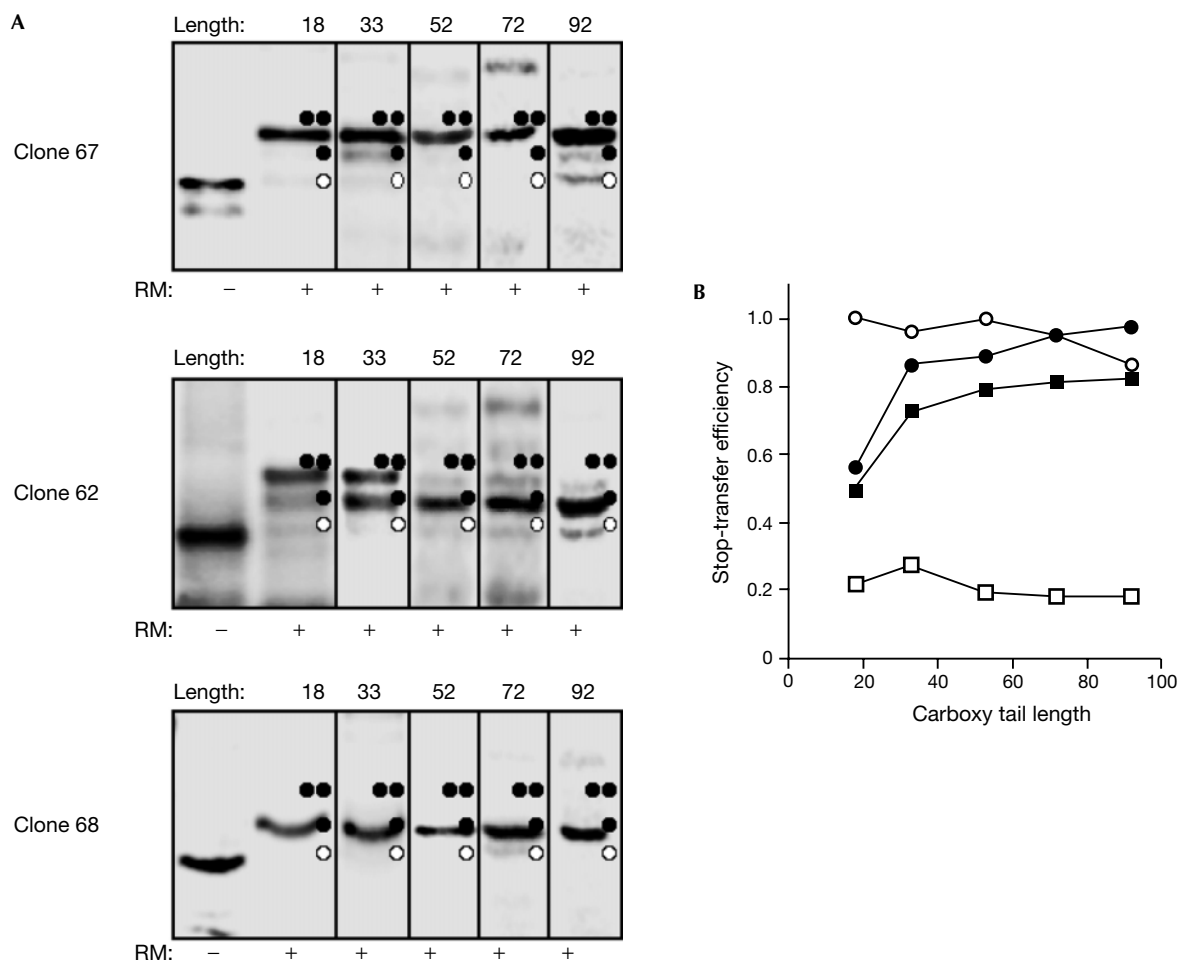 A
Length: 18 33 52 72 92
Clone 67
RM: – + + + + +
Length: 18 33 52 72 92
Clone 62
RM: – + + + + +
Length: 18 33 52 72 92
Clone 68
RM: – + + + + +
B
Stop-transfer efficiency
1.0
0.8
0.6
0.4
0.2
0
0 20 40 60 80 100
Carboxy tail length